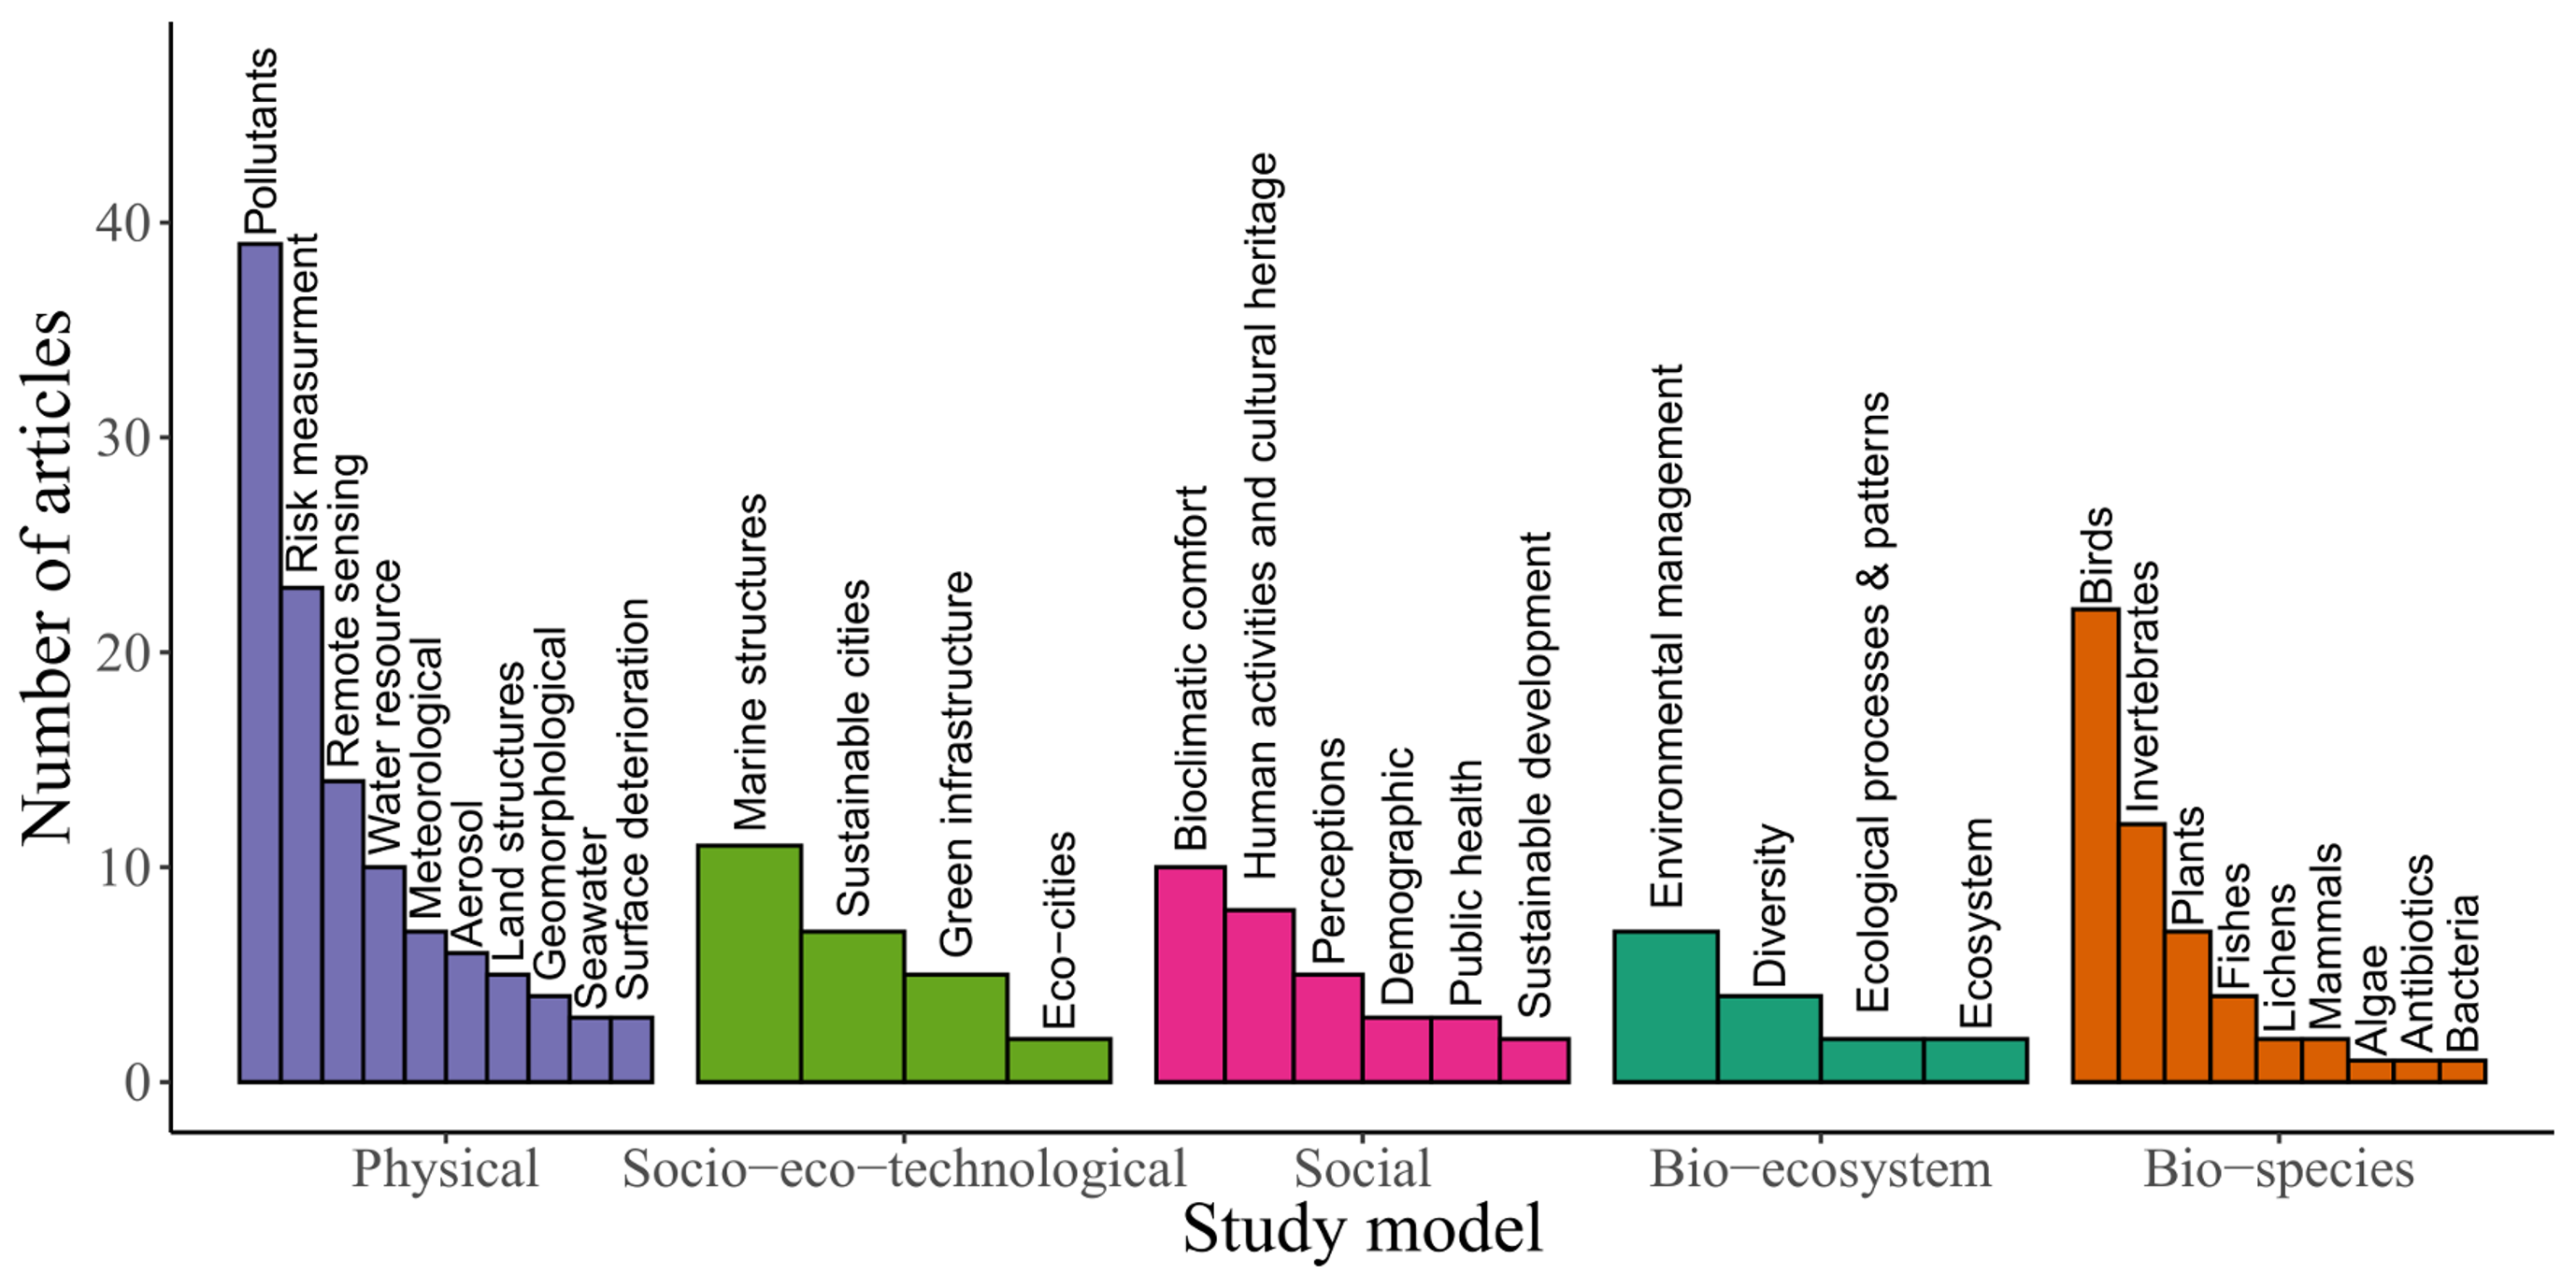 Number of articles
40
30
20
10
0
Pollutants
Risk measurment
Remote sensing
Water resource
Meteorological
Aerosol
Land structures
Geomorphological
Seawater
Surface deterioration
Marine structures
Sustainable cities
Green infrastructure
Eco−cities
Bioclimatic comfort
Human activities and cultural heritage
Perceptions
Demographic
Public health
Sustainable development
Environmental management
Diversity
Ecological processes & patterns
Ecosystem
Birds
Invertebrates
Plants
Fishes
Lichens
Mammals
Algae
Antibiotics
Bacteria
Physical
Socio−eco−technological
Social
Bio−ecosystem
Bio−species
Study model